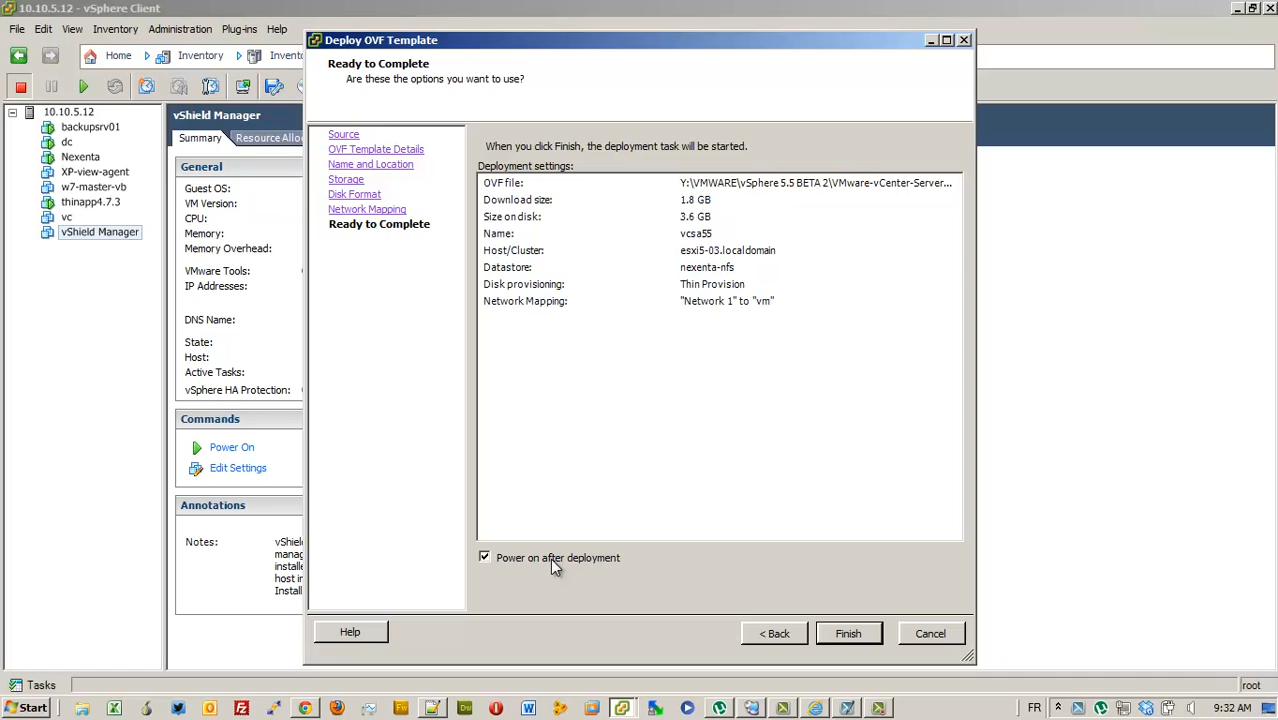 10.10.5.12 - vSphere Client
File Edit View Inventory Administration Plug-ins Help
Home Inventory
10.10.5.12
backupsrv01
dc
Nexenta
XP-view-agent
w7-master-vb
thinapp4.7.3
vc
vShield Manager
vShield Manager
Summary
General
Guest OS:
VM Version:
CPU:
Memory:
Memory Overhead:
VMware Tools:
IP Addresses:
DNS Name:
State:
Host:
Active Tasks:
vSphere HA Protection:
Commands
Power On
Edit Settings
Annotations
Notes:
Deploy OVF Template
Ready to Complete
Are these the options you want to use?
Source
OVF Template Details
Name and Location
Storage
Disk Format
Network Mapping
Ready to Complete
When you click Finish, the deployment task will be started.
Deployment settings:
OVF file: Y:\VMWARE\vSphere 5.5 BETA 2\VMware-vCenter-Server...
Download size: 1.8 GB
Size on disk: 3.6 GB
Name: vcsa55
Host/Cluster: esxi5-03.localdomain
Datastore: nexenta-nfs
Disk provisioning: Thin Provision
Network Mapping: "Network 1" to "vm"
Power on after deployment
Help < Back Finish Cancel
Tasks root
Start FR 9:32 AM